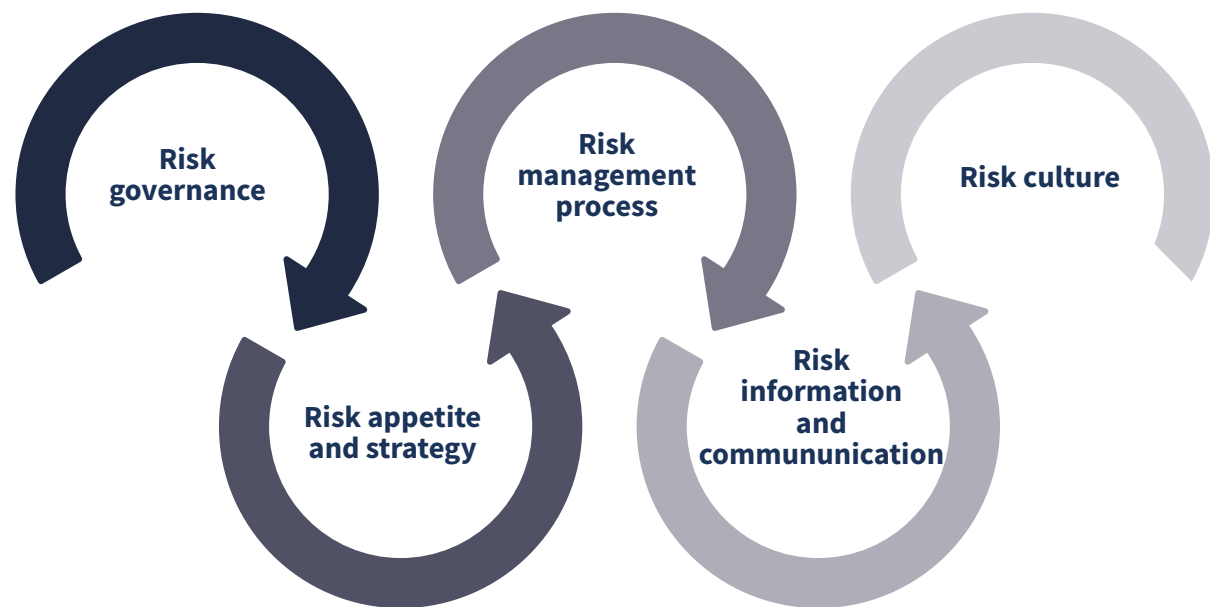 Risk
governance
Risk appetite
and strategy
Risk
management
process
Risk
information
and
commununication
Risk culture